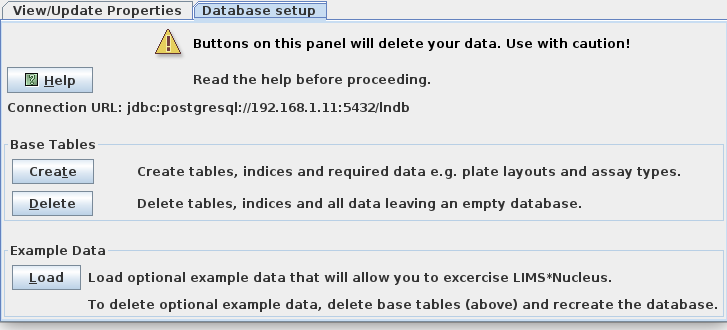 View/Update Properties Database setup
Buttons on this panel will delete your data. Use with caution!
Help Read the help before proceeding.
Connection URL: jdbc:postgresql://192.168.1.11:5432/lndb
Base Tables
Create Create tables, indices and required data e.g. plate layouts and assay types.
Delete Delete tables, indices and all data leaving an empty database.
Example Data
Load Load optional example data that will allow you to excercise LIMS*Nucleus.
To delete optional example data, delete base tables (above) and recreate the database.